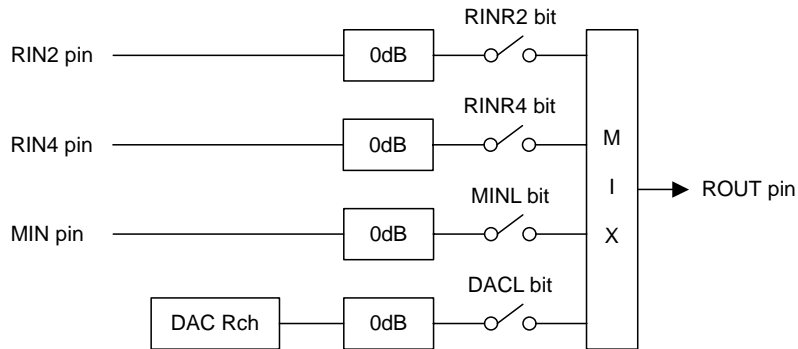 RINR2 bit
RIN2 pin
0dB
RINR4 bit
RIN4 pin
0dB
MINL bit
MIN pin
0dB
DACL bit
DAC Rch
0dB
M
I
X
ROUT pin